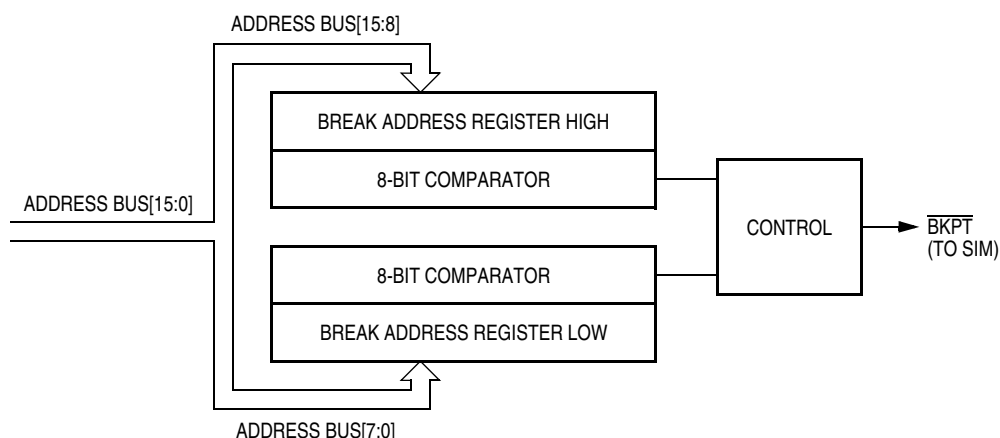 ADDRESS BUS[15:8]
BREAK ADDRESS REGISTER HIGH
8-BIT COMPARATOR
ADDRESS BUS[15:0]
CONTROL
BKPT
(TO SIM)
8-BIT COMPARATOR
BREAK ADDRESS REGISTER LOW
ADDRESS BUS[7:0]